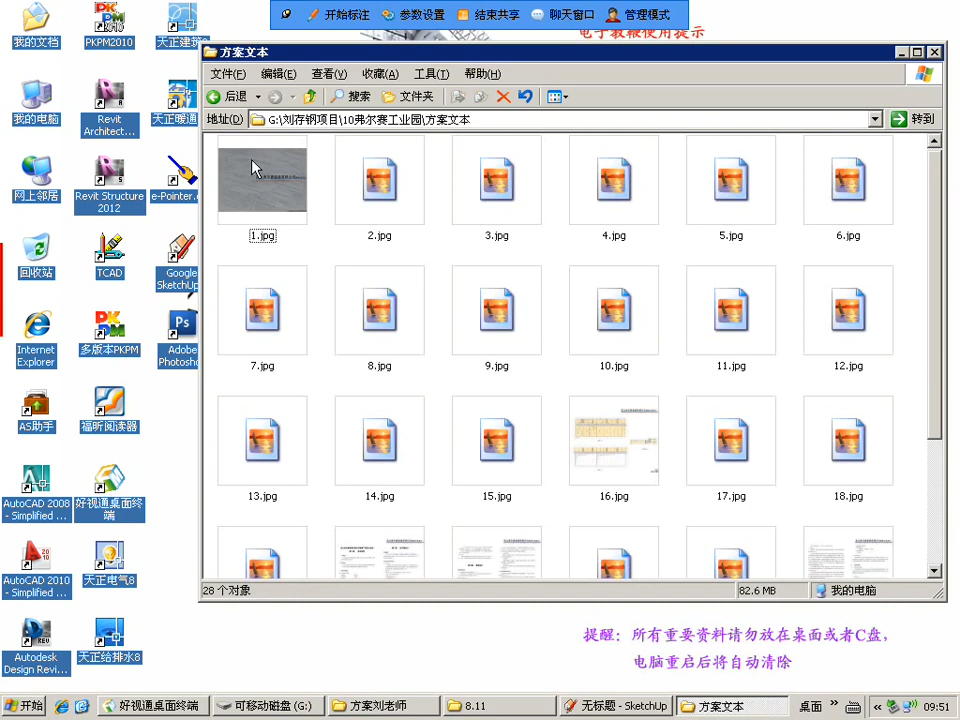 开始标注 参数设置 结束共享 聊天窗口 管理模式
电子教鞭使用提示
我的文档
PKPM2010
天正建筑8
我的电脑
Revit
Architect...
天正暖通
网上邻居
Revit Structure
2012
e-Pointer.
回收站
TCAD
Google
SketchUp
Internet
Explorer
多版本PKPM
Adobe
Photosho
AS助手
福昕阅读器
AutoCAD 2008
- Simplified ...
好视通桌面终
端
AutoCAD 2010
- Simplified ...
天正电气8
Autodesk
Design Revi...
天正给排水8
方案文本
文件(F) 编辑(E) 查看(V) 收藏(A) 工具(T) 帮助(H)
后退 搜索 文件夹
地址(D) G:\刘存钢项目\10弗尔赛工业园\方案文本 转到
1.jpg 2.jpg 3.jpg 4.jpg 5.jpg 6.jpg
7.jpg 8.jpg 9.jpg 10.jpg 11.jpg 12.jpg
13.jpg 14.jpg 15.jpg 16.jpg 17.jpg 18.jpg
28 个对象 82.6 MB 我的电脑
提醒：所有重要资料请勿放在桌面或者C盘，
电脑重启后将自动清除
开始 好视通桌面终端 可移动磁盘 (G:) 方案刘老师 8.11 无标题 - SketchUp 方案文本 桌面 » « 09:51